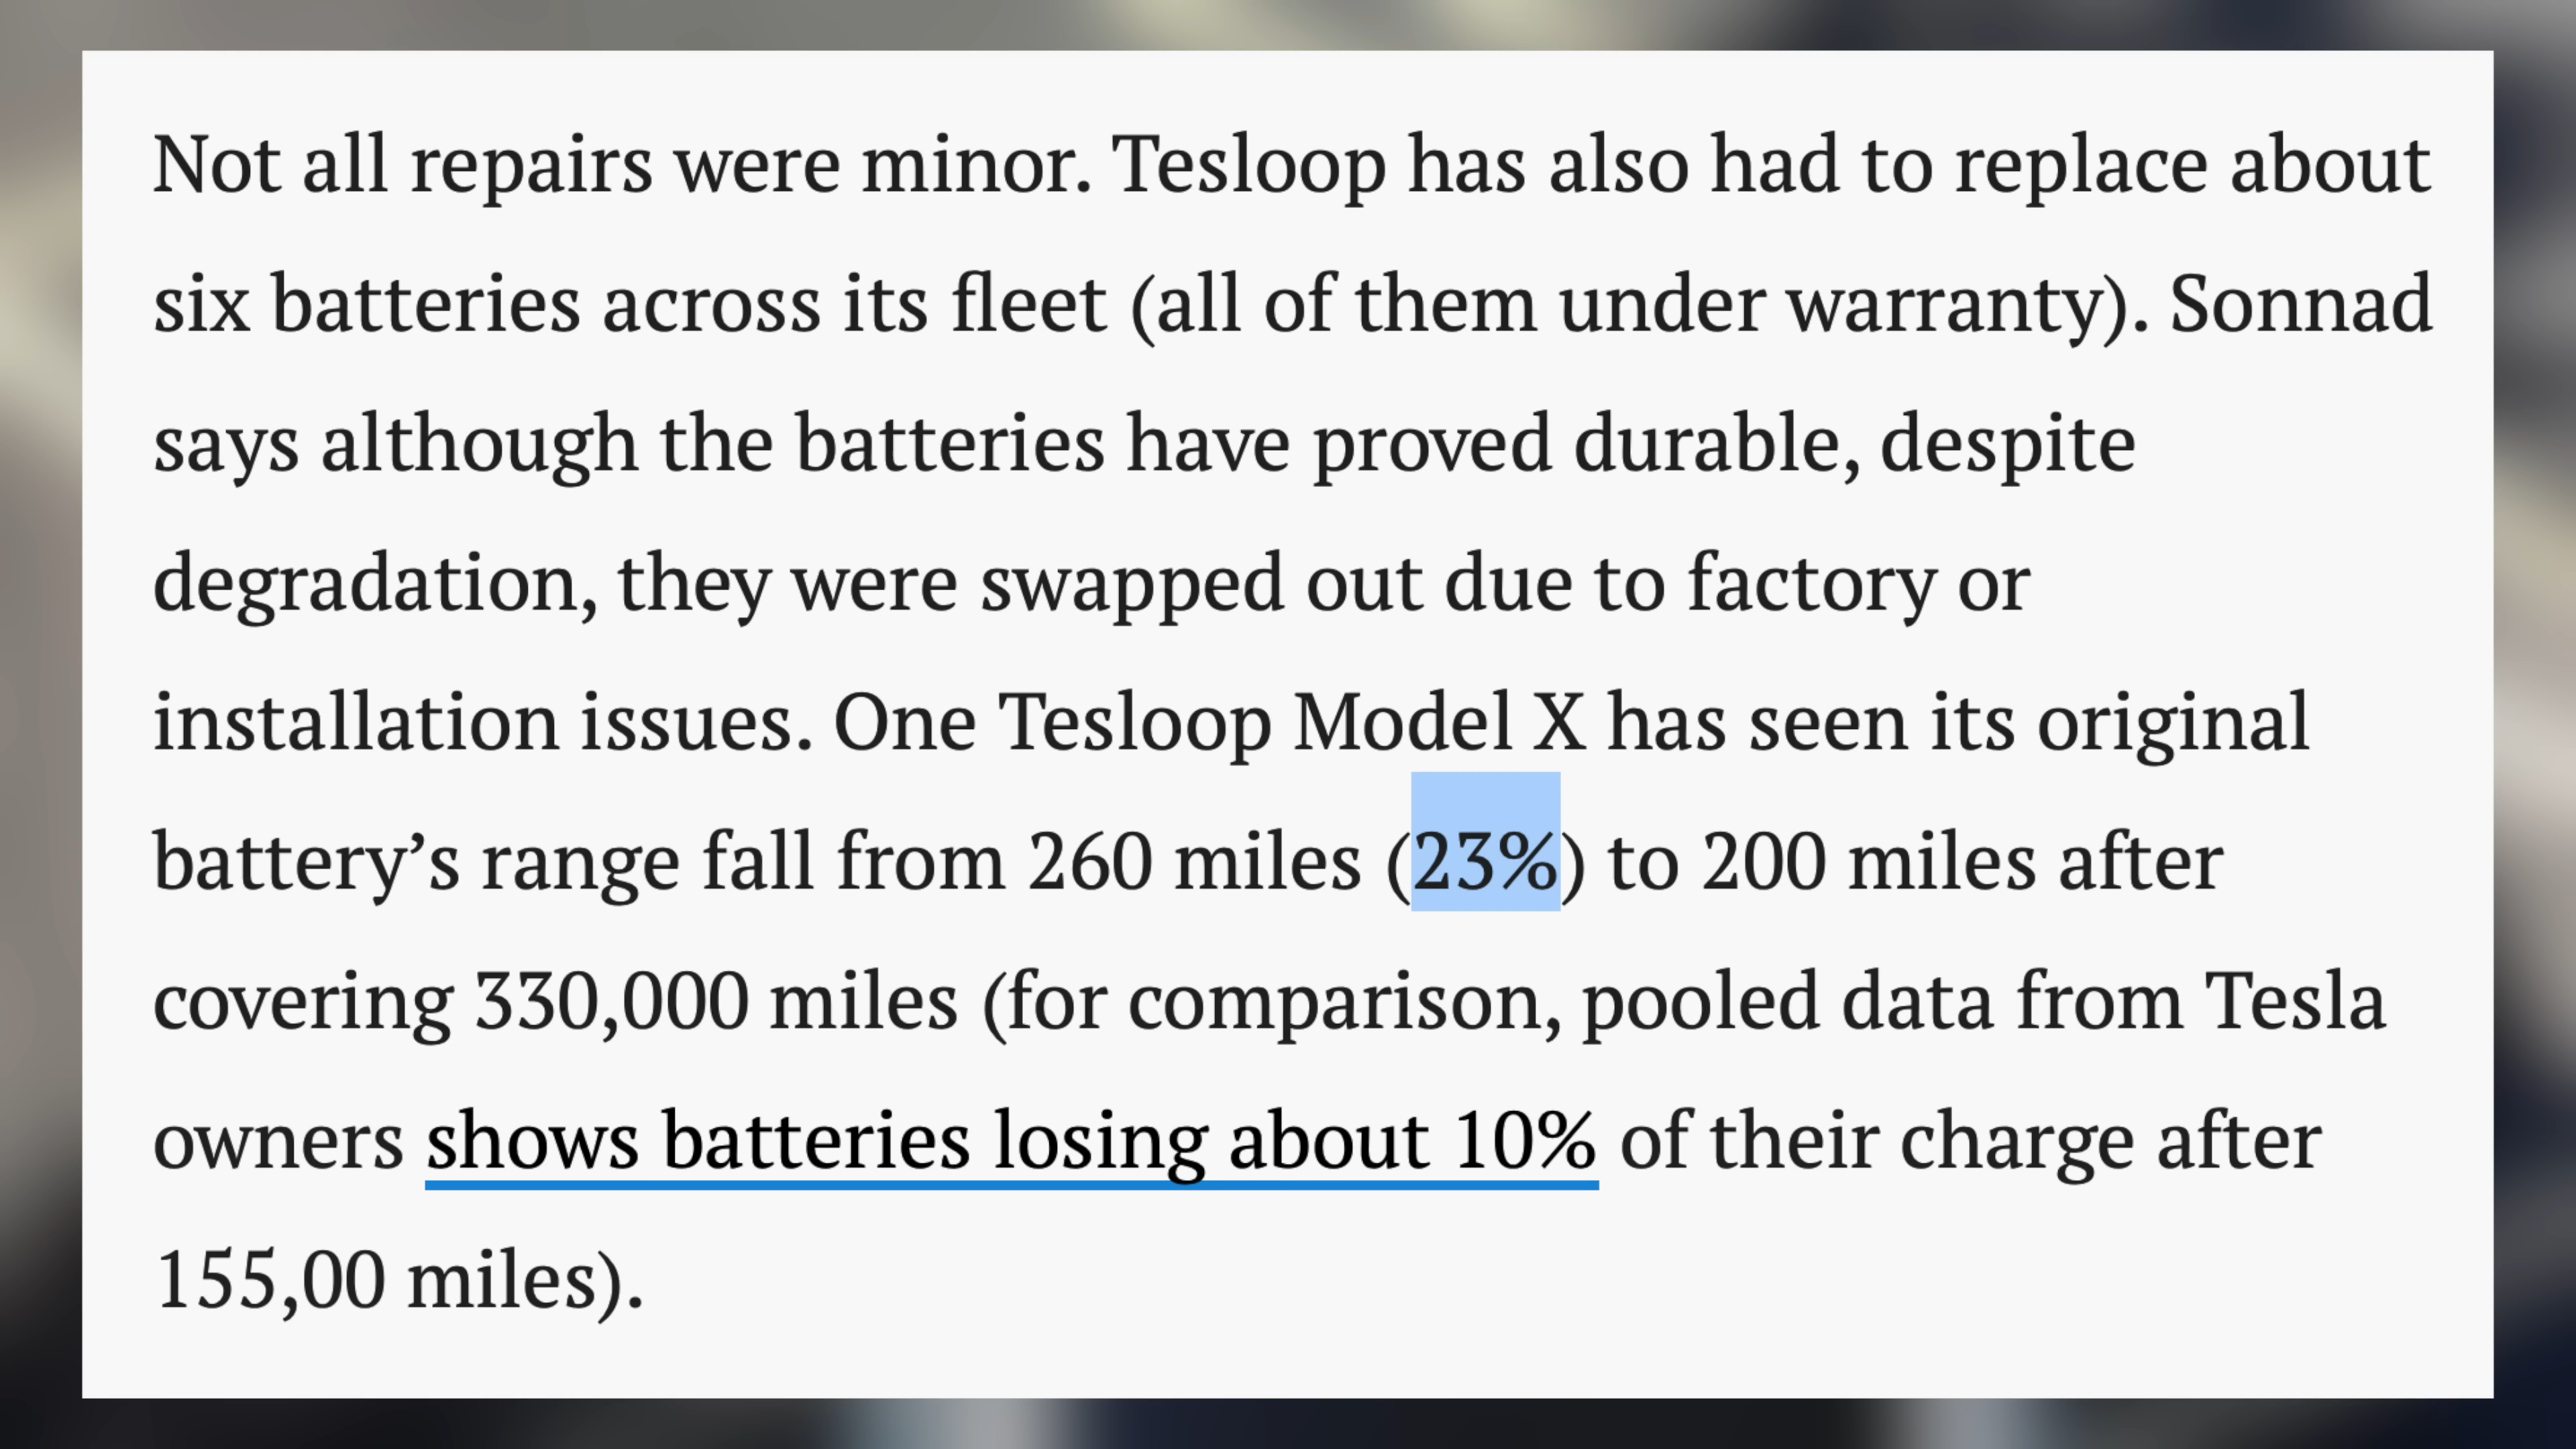 Not all repairs were minor. Tesloop has also had to replace about
six batteries across its fleet (all of them under warranty). Sonnad
says although the batteries have proved durable, despite
degradation, they were swapped out due to factory or
installation issues. One Tesloop Model X has seen its original
battery’s range fall from 260 miles (23%) to 200 miles after
covering 330,000 miles (for comparison, pooled data from Tesla
owners shows batteries losing about 10% of their charge after
155,00 miles).